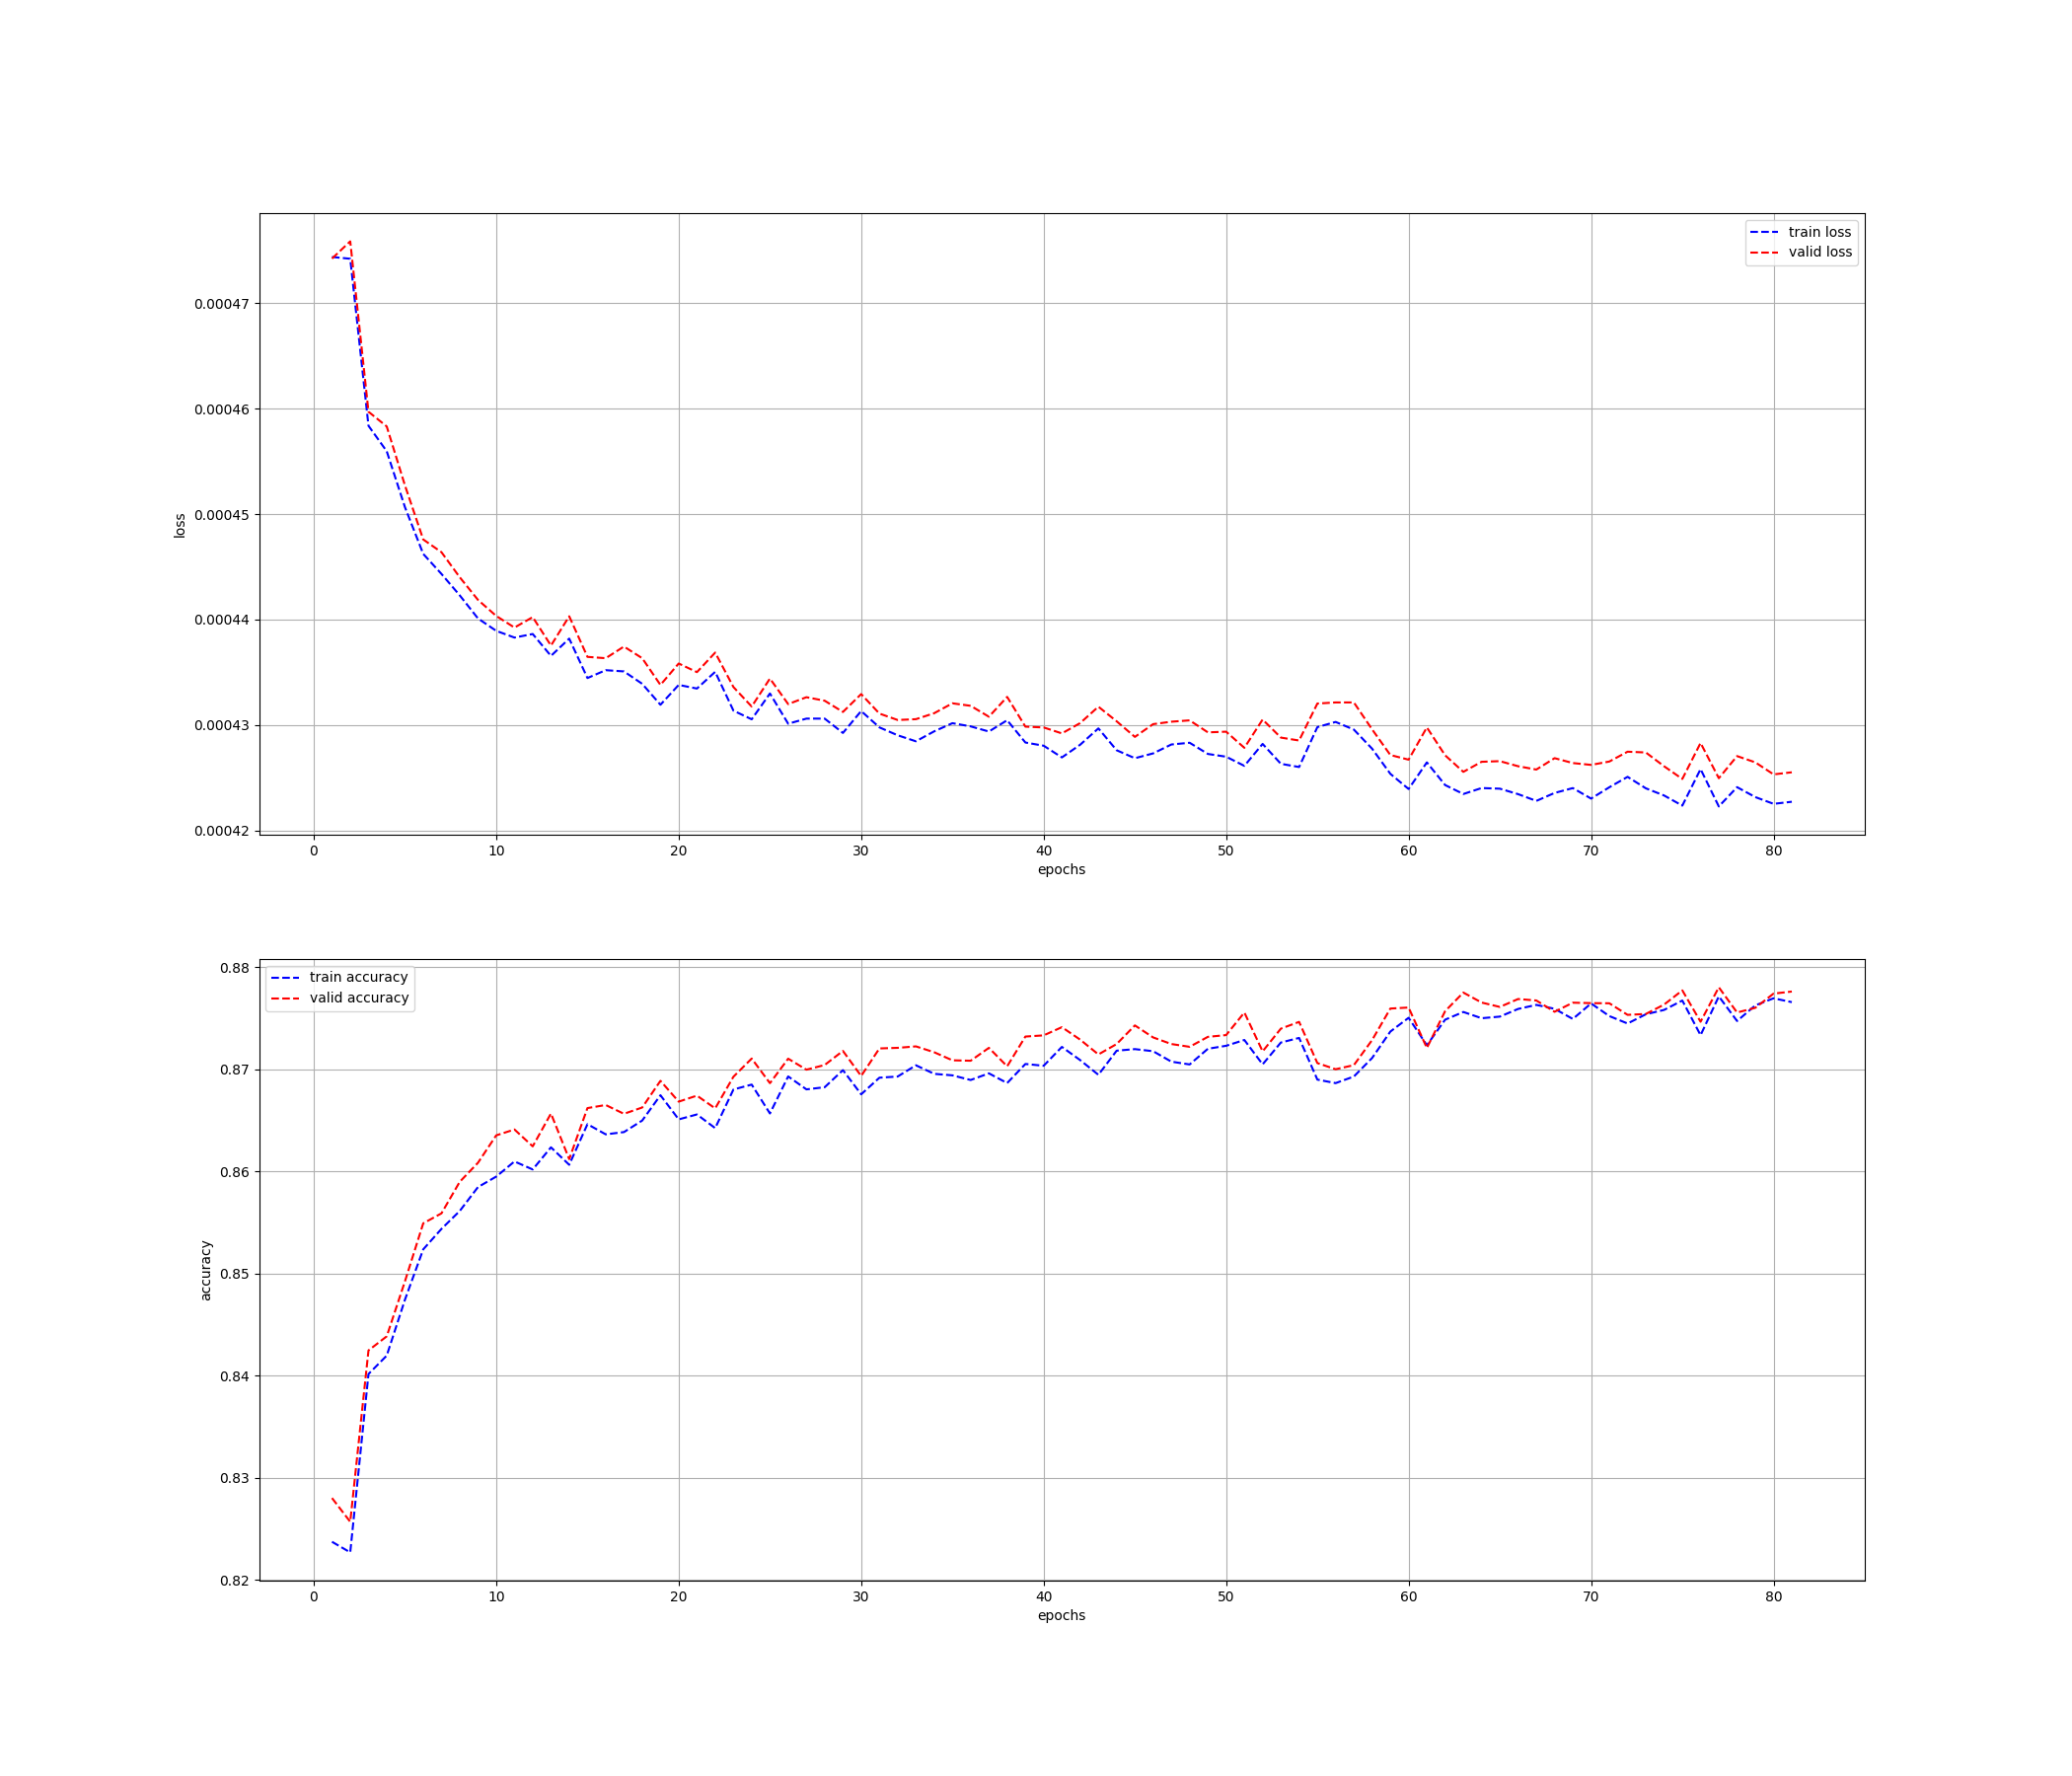 train loss
valid loss
0.00047
0.00046
0.00045
0.00044
0.00043
0.00042
loss
0 10 20 30 40 50 60 70 80
epochs
train accuracy
valid accuracy
0.88
0.87
0.86
0.85
0.84
0.83
0.82
accuracy
0 10 20 30 40 50 60 70 80
epochs